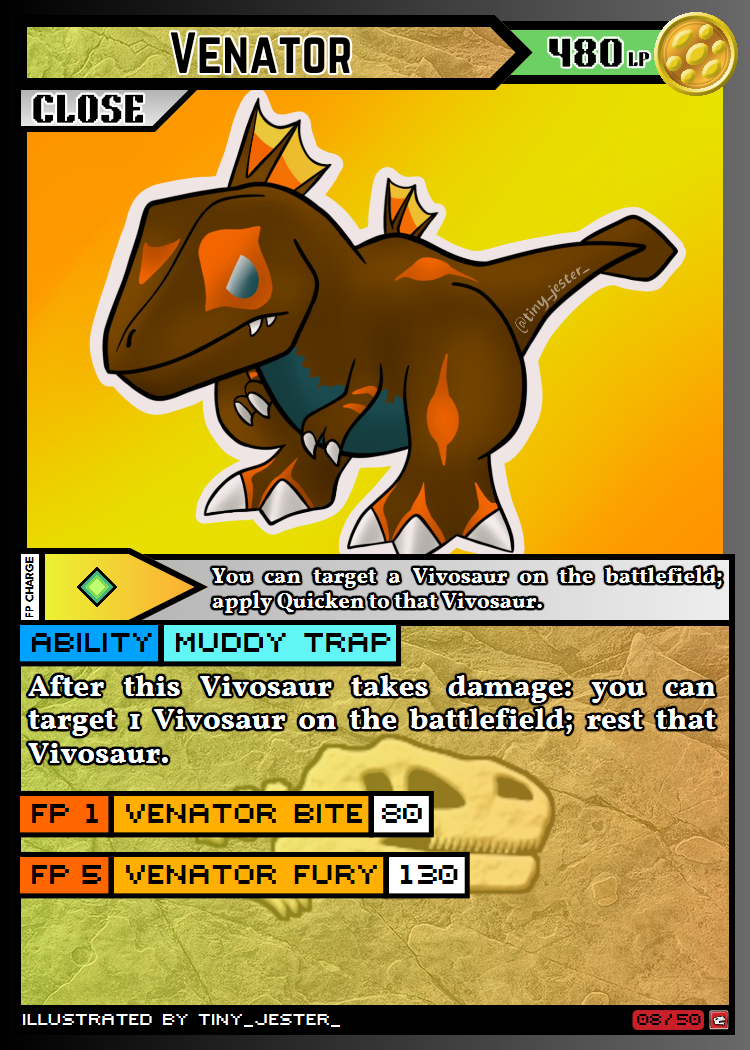 VENATOR
480 LP
CLOSE
@tiny_jester_
FP CHARGE
You can target a Vivosaur on the battlefield;
apply Quicken to that Vivosaur.
ABILITY MUDDY TRAP
After this Vivosaur takes damage: you can
target 1 Vivosaur on the battlefield; rest that
Vivosaur.
FP 1 VENATOR BITE 80
FP 5 VENATOR FURY 130
ILLUSTRATED BY TINY_JESTER_
08/50